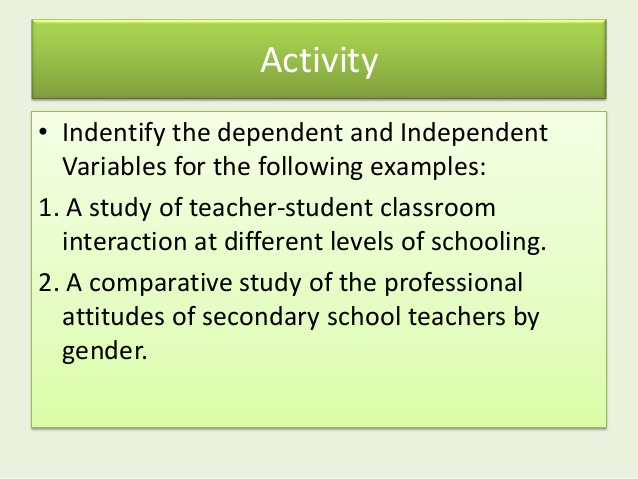 Activity
• Indentify the dependent and Independent
Variables for the following examples:
1. A study of teacher-student classroom
interaction at different levels of schooling.
2. A comparative study of the professional
attitudes of secondary school teachers by
gender.